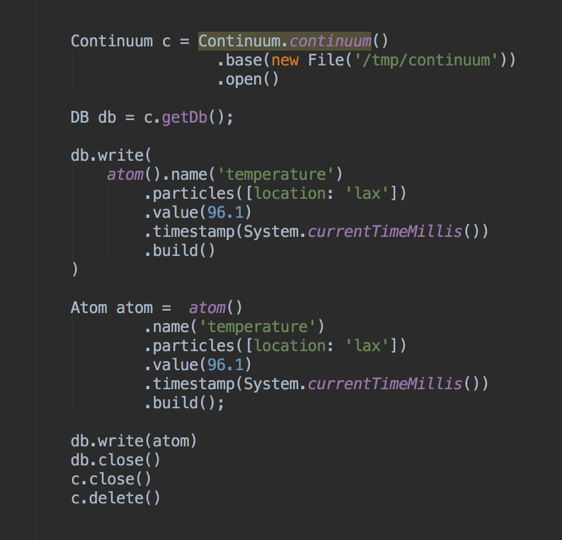 Continuum c = Continuum.continuum()
.base(new File('/tmp/continuum'))
.open()
DB db = c.getDb();
db.write(
atom().name('temperature')
.particles([location: 'lax'])
.value(96.1)
.timestamp(System.currentTimeMillis())
.build()
)
Atom atom =  atom()
.name('temperature')
.particles([location: 'lax'])
.value(96.1)
.timestamp(System.currentTimeMillis())
.build();
db.write(atom)
db.close()
c.close()
c.delete()